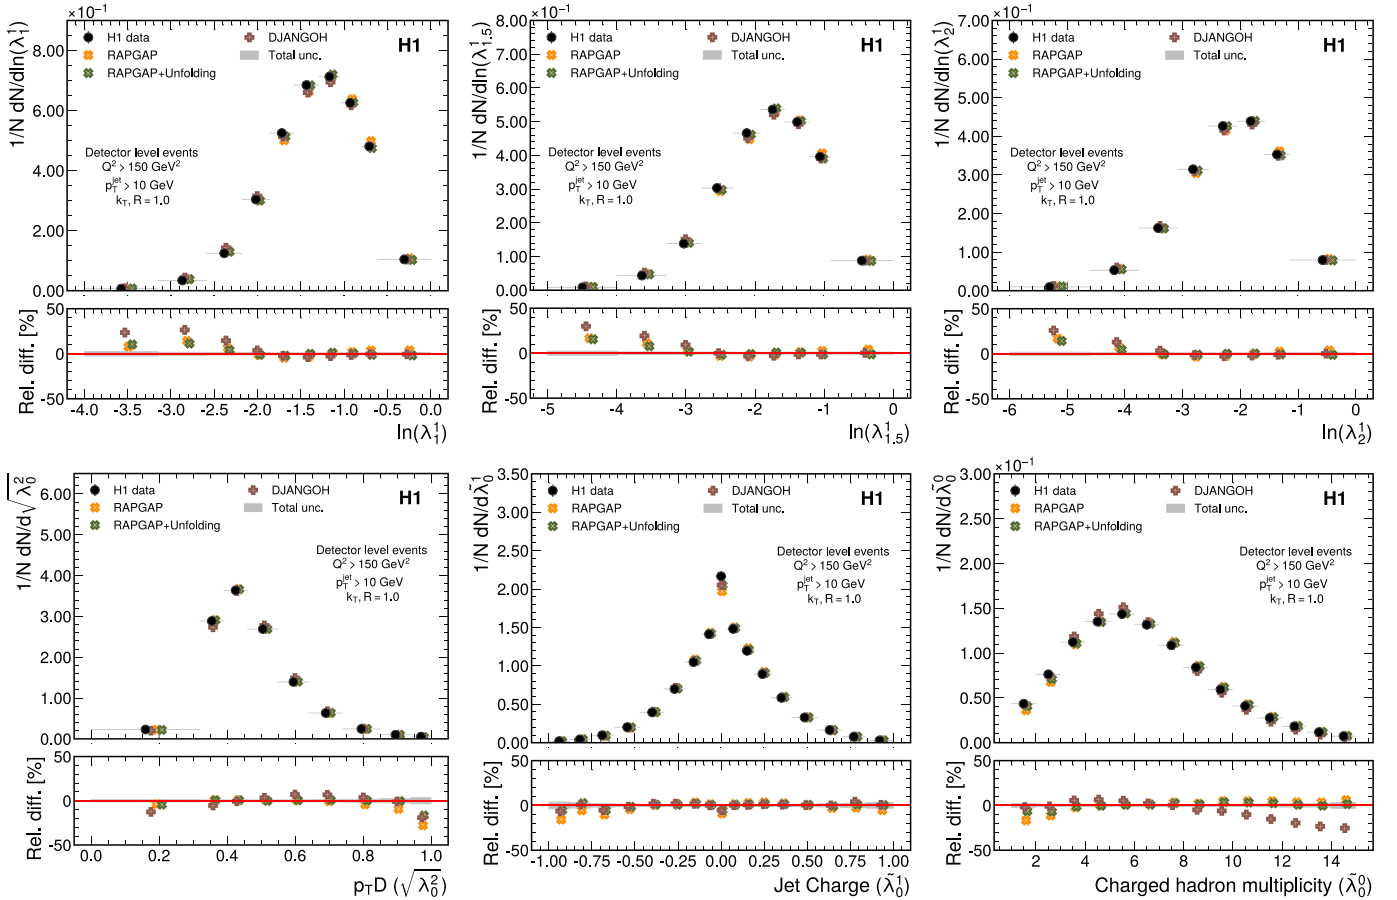 ×10⁻¹
1/N dN/dln(λ₁¹)
8.00
6.00
4.00
2.00
0.00
H1 data
RAPGAP
RAPGAP+Unfolding
DJANGOH
Total unc.
H1
Detector level events
Q² > 150 GeV²
p_T^jet > 10 GeV
k_T, R = 1.0
Rel. diff. [%]
50
0
-50
-4.0 -3.5 -3.0 -2.5 -2.0 -1.5 -1.0 -0.5 0.0
ln(λ₁¹)
×10⁻¹
1/N dN/dln(λ¹₁.₅)
8.00
7.00
6.00
5.00
4.00
3.00
2.00
1.00
0.00
H1 data
RAPGAP
RAPGAP+Unfolding
DJANGOH
Total unc.
H1
Detector level events
Q² > 150 GeV²
p_T^jet > 10 GeV
k_T, R = 1.0
Rel. diff. [%]
50
0
-50
-5 -4 -3 -2 -1 0
ln(λ¹₁.₅)
×10⁻¹
1/N dN/dln(λ₂¹)
7.00
6.00
5.00
4.00
3.00
2.00
1.00
0.00
H1 data
RAPGAP
RAPGAP+Unfolding
DJANGOH
Total unc.
H1
Detector level events
Q² > 150 GeV²
p_T^jet > 10 GeV
k_T, R = 1.0
Rel. diff. [%]
50
0
-50
-6 -5 -4 -3 -2 -1 0
ln(λ₂¹)
1/N dN/d√λ₀²
6.00
5.00
4.00
3.00
2.00
1.00
0.00
H1 data
RAPGAP
RAPGAP+Unfolding
DJANGOH
Total unc.
H1
Detector level events
Q² > 150 GeV²
p_T^jet > 10 GeV
k_T, R = 1.0
Rel. diff. [%]
50
0
-50
0.0 0.2 0.4 0.6 0.8 1.0
p_TD (√λ₀²)
1/N dN/dλ̃₀¹
3.50
3.00
2.50
2.00
1.50
1.00
0.50
0.00
H1 data
RAPGAP
RAPGAP+Unfolding
DJANGOH
Total unc.
H1
Detector level events
Q² > 150 GeV²
p_T^jet > 10 GeV
k_T, R = 1.0
Rel. diff. [%]
50
0
-50
-1.00 -0.75 -0.50 -0.25 0.00 0.25 0.50 0.75 1.00
Jet Charge (λ̃₀¹)
×10⁻¹
1/N dN/dλ̃₀⁰
3.00
2.50
2.00
1.50
1.00
0.50
0.00
H1 data
RAPGAP
RAPGAP+Unfolding
DJANGOH
Total unc.
H1
Detector level events
Q² > 150 GeV²
p_T^jet > 10 GeV
k_T, R = 1.0
Rel. diff. [%]
50
0
-50
2 4 6 8 10 12 14
Charged hadron multiplicity (λ̃₀⁰)